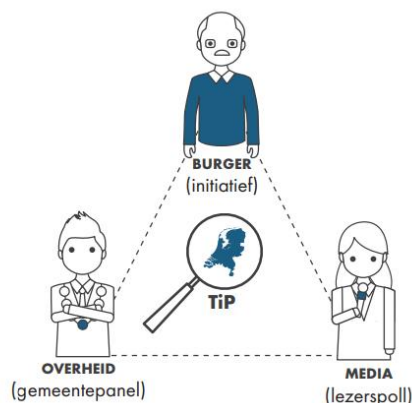 BURGER
(initiatief)
TiP
OVERHEID
(gemeentepanel)
MEDIA
(lezerspoll)